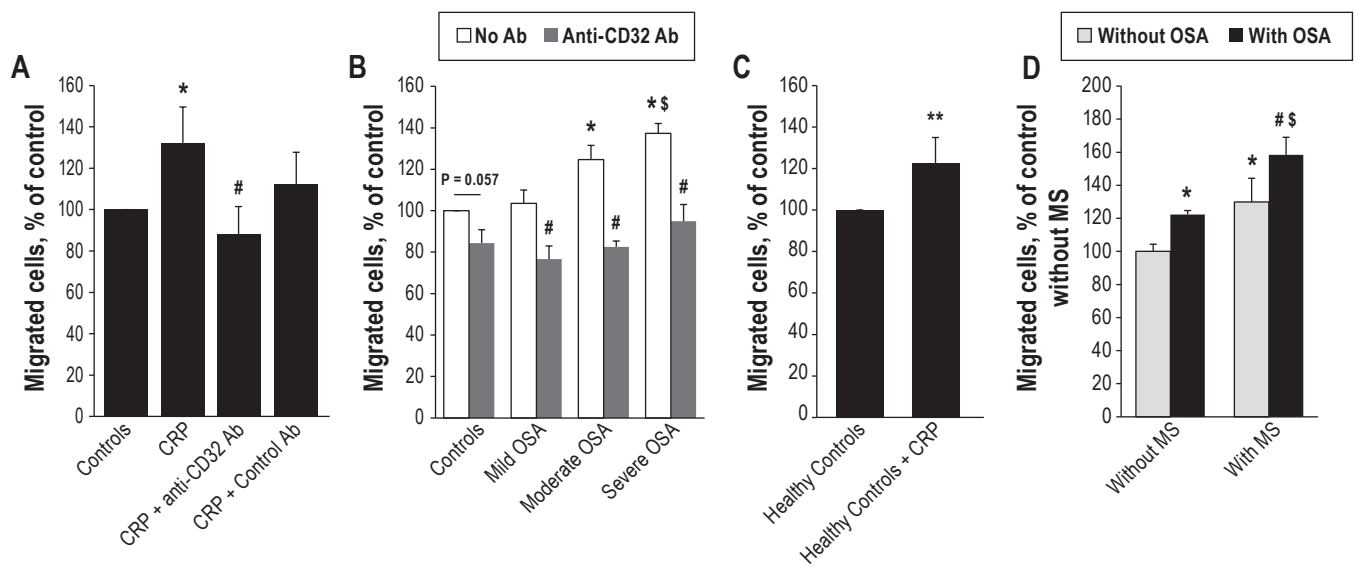 No Ab Anti-CD32 Ab
Without OSA With OSA
A
Migrated cells, % of control
160
140
120
100
80
60
40
20
0
*
#
Controls
CRP
CRP + anti-CD32 Ab
CRP + Control Ab
B
Migrated cells, % of control
160
140
120
100
80
60
40
20
0
P = 0.057
#
*
#
* $
#
Controls
Mild OSA
Moderate OSA
Severe OSA
C
Migrated cells, % of control
160
140
120
100
80
60
40
20
0
**
Healthy Controls
Healthy Controls + CRP
D
Migrated cells, % of control
without MS
200
180
160
140
120
100
80
60
40
20
0
*
*
# $
Without MS
With MS